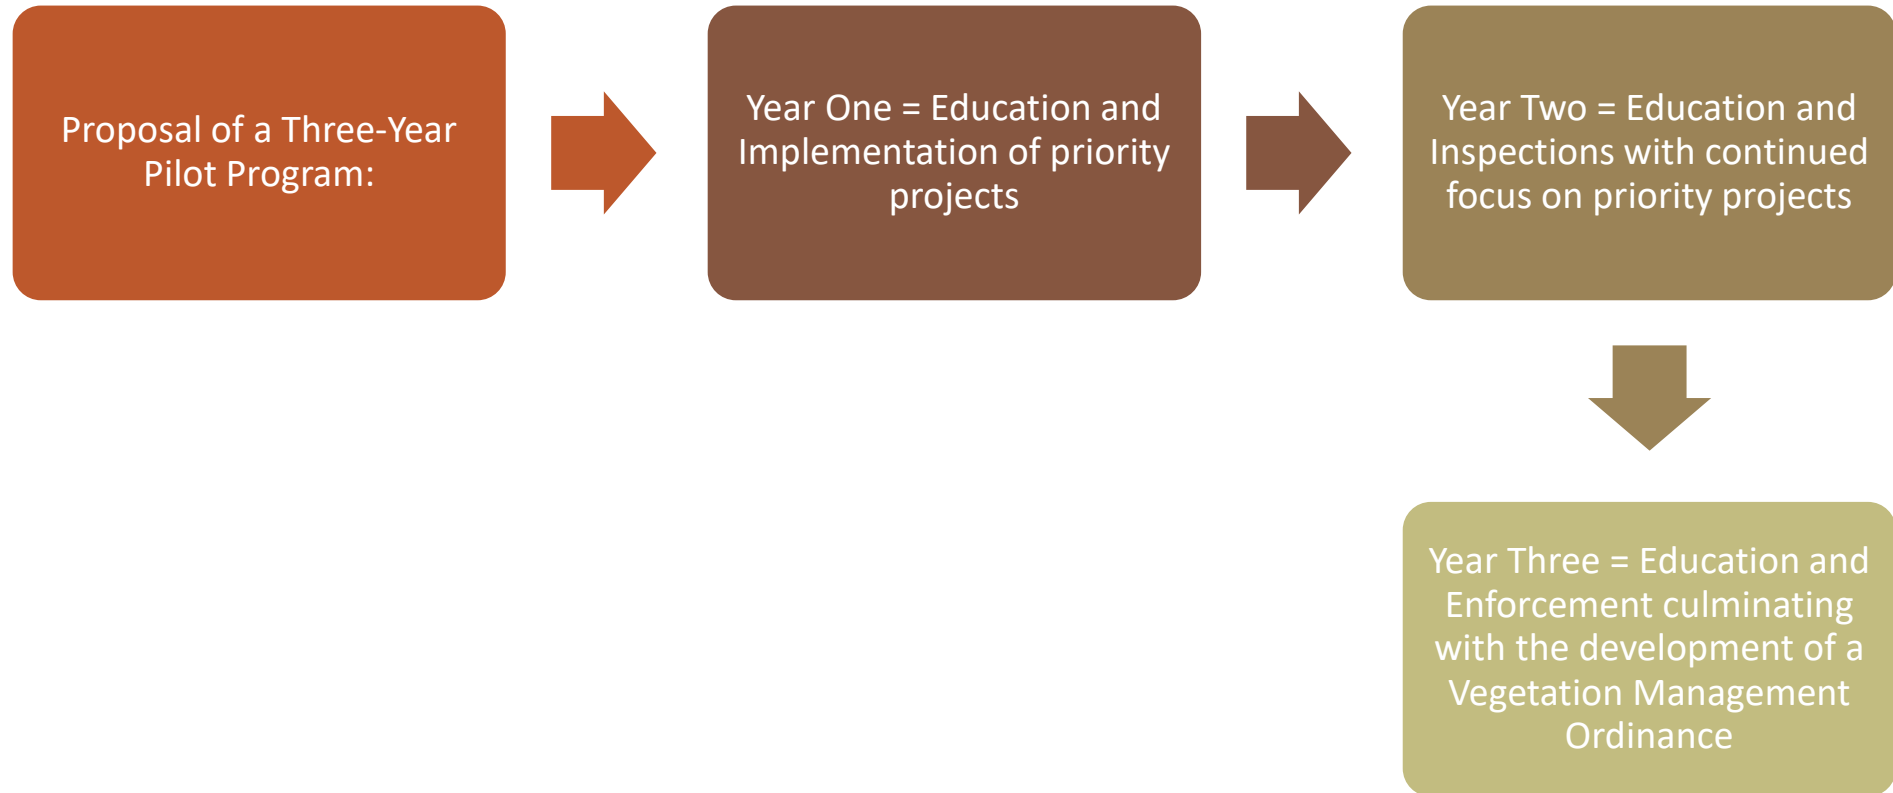 Proposal of a Three-Year
Pilot Program:
Year One = Education and
Implementation of priority
projects
Year Two = Education and
Inspections with continued
focus on priority projects
Year Three = Education and
Enforcement culminating
with the development of a
Vegetation Management
Ordinance